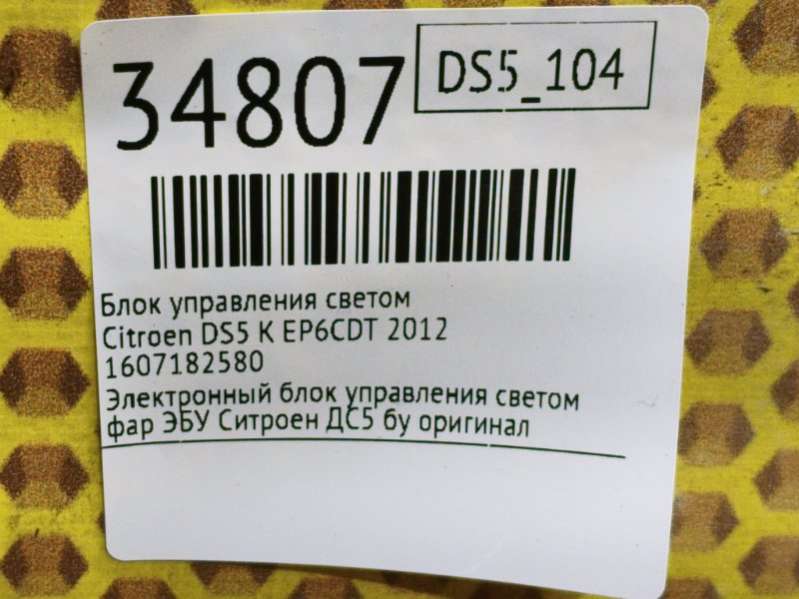 34807
DS5_104
Блок управления светом
Citroen DS5 K EP6CDT 2012
1607182580
Электронный блок управления светом
фар ЭБУ Ситроен ДС5 бу оригинал